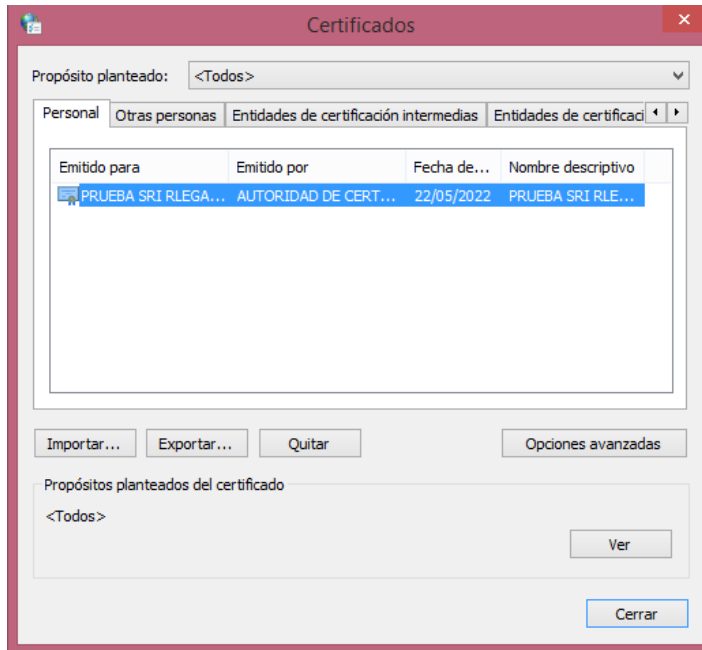 Certificados
Propósito planteado: <Todos>
Personal Otras personas Entidades de certificación intermedias Entidades de certificaci
Emitido para Emitido por Fecha de... Nombre descriptivo
PRUEBA SRI RLEGA... AUTORIDAD DE CERT... 22/05/2022 PRUEBA SRI RLE...
Importar... Exportar... Quitar Opciones avanzadas
Propósitos planteados del certificado
<Todos>
Ver
Cerrar